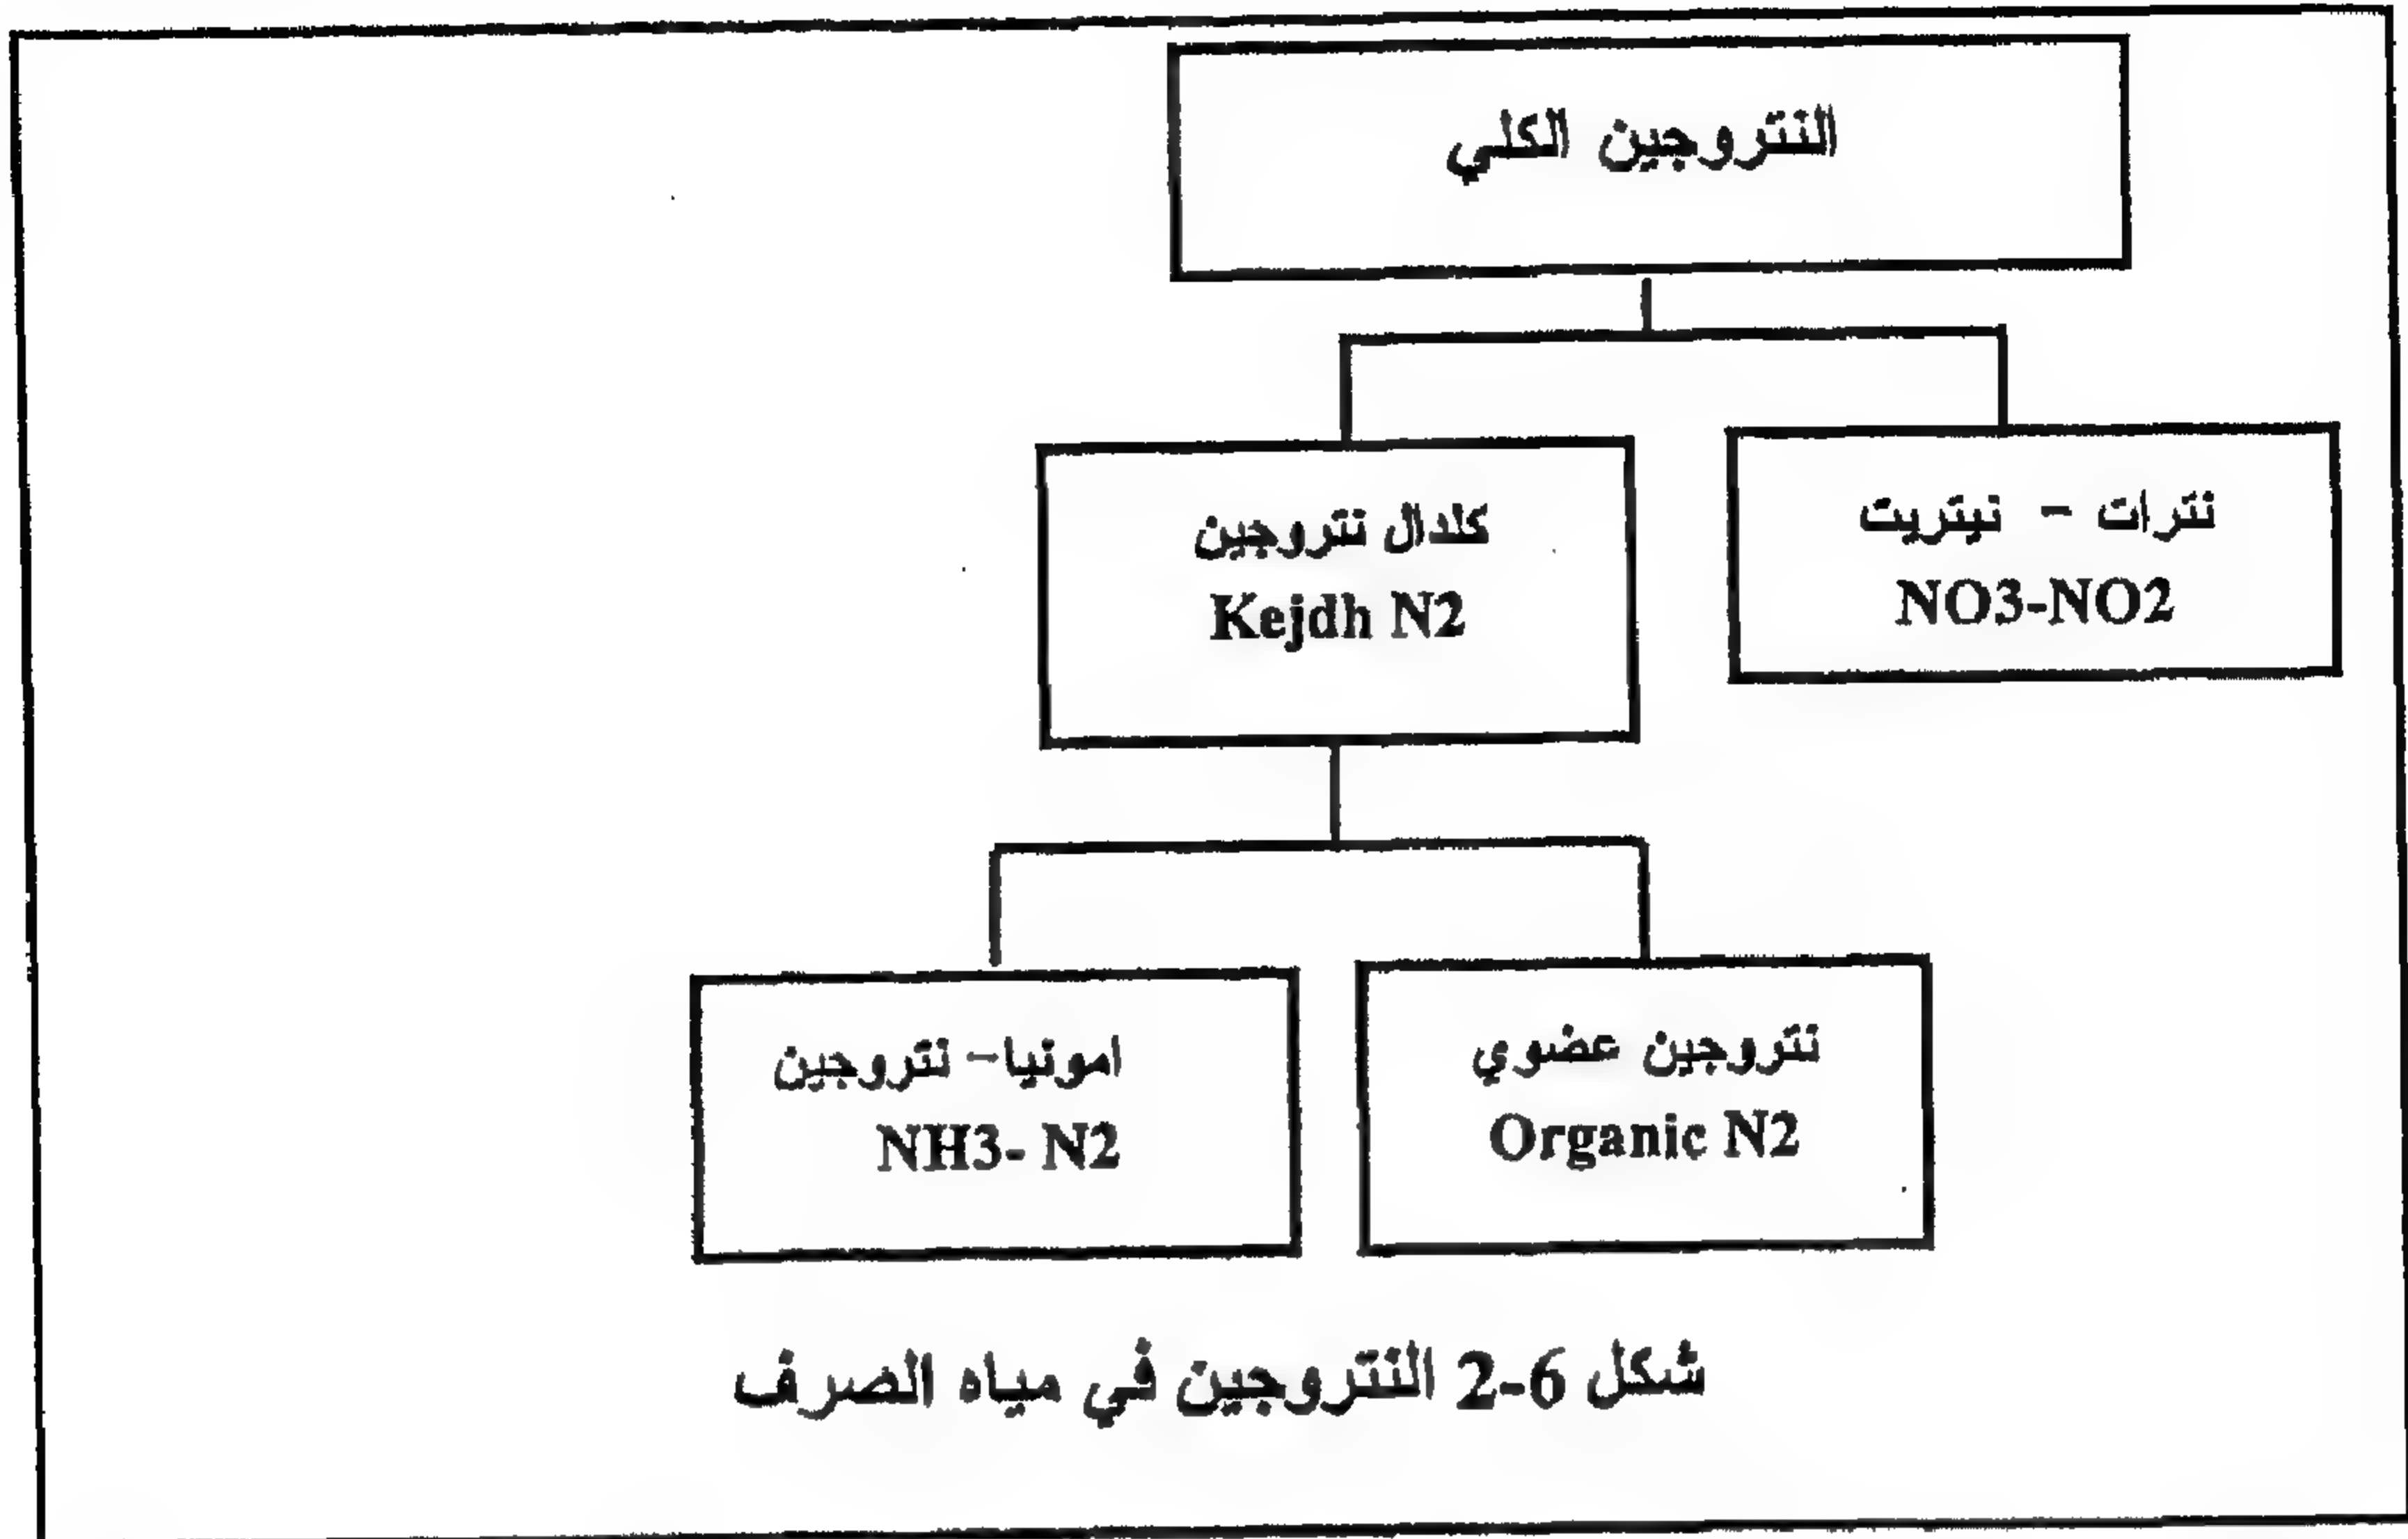 النتروجين الكلي
نترات - نيتريت
NO3-NO2
كلدال نتروجين
Kejdh N2
نتروجين عضوي
Organic N2
امونيا- نتروجين
NH3- N2
شكل 6-2 النتروجين في مياه الصرف